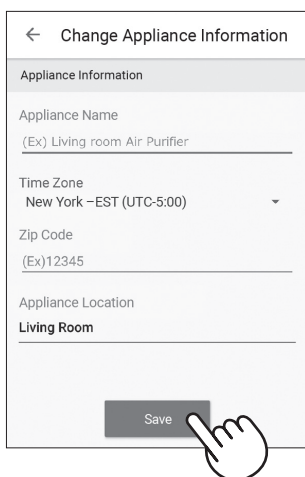 Change Appliance Information
Appliance Information
Appliance Name
(Ex) Living room Air Purifier
Time Zone
New York –EST (UTC-5:00)
Zip Code
(Ex)12345
Appliance Location
Living Room
Save